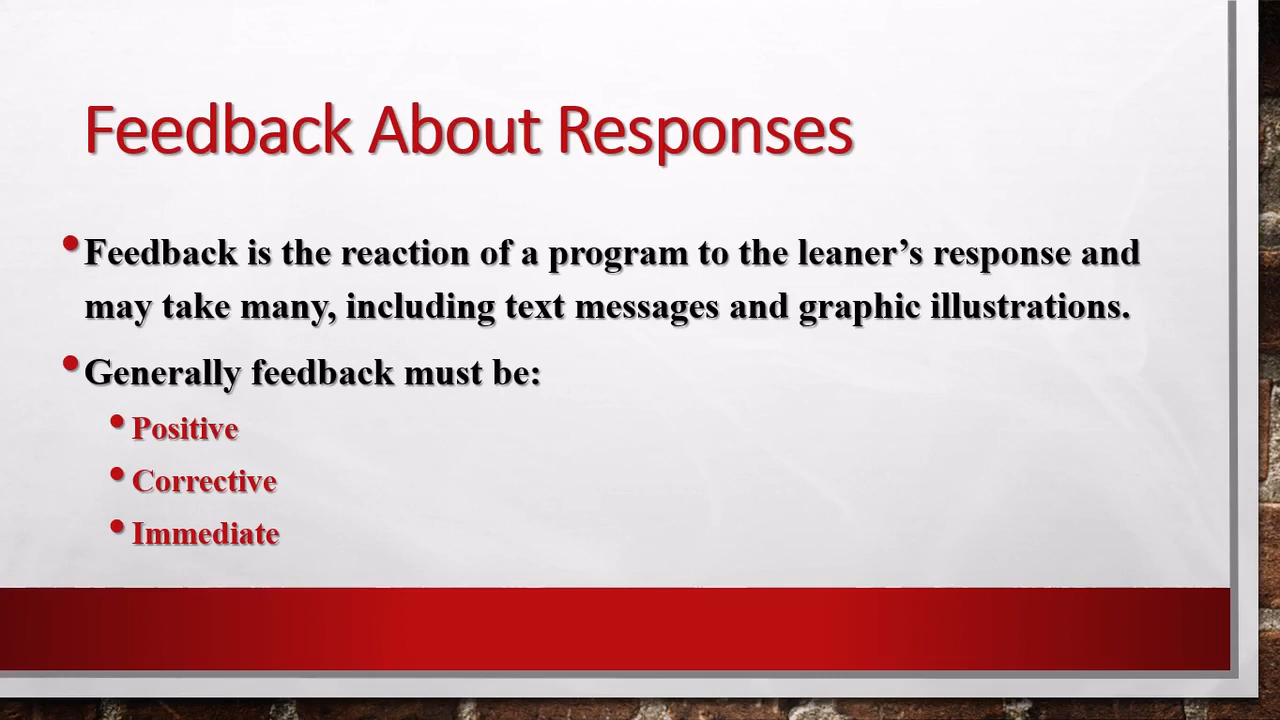 Feedback About Responses
•Feedback is the reaction of a program to the leaner’s response and
may take many, including text messages and graphic illustrations.
•Generally feedback must be:
•Positive
•Corrective
•Immediate